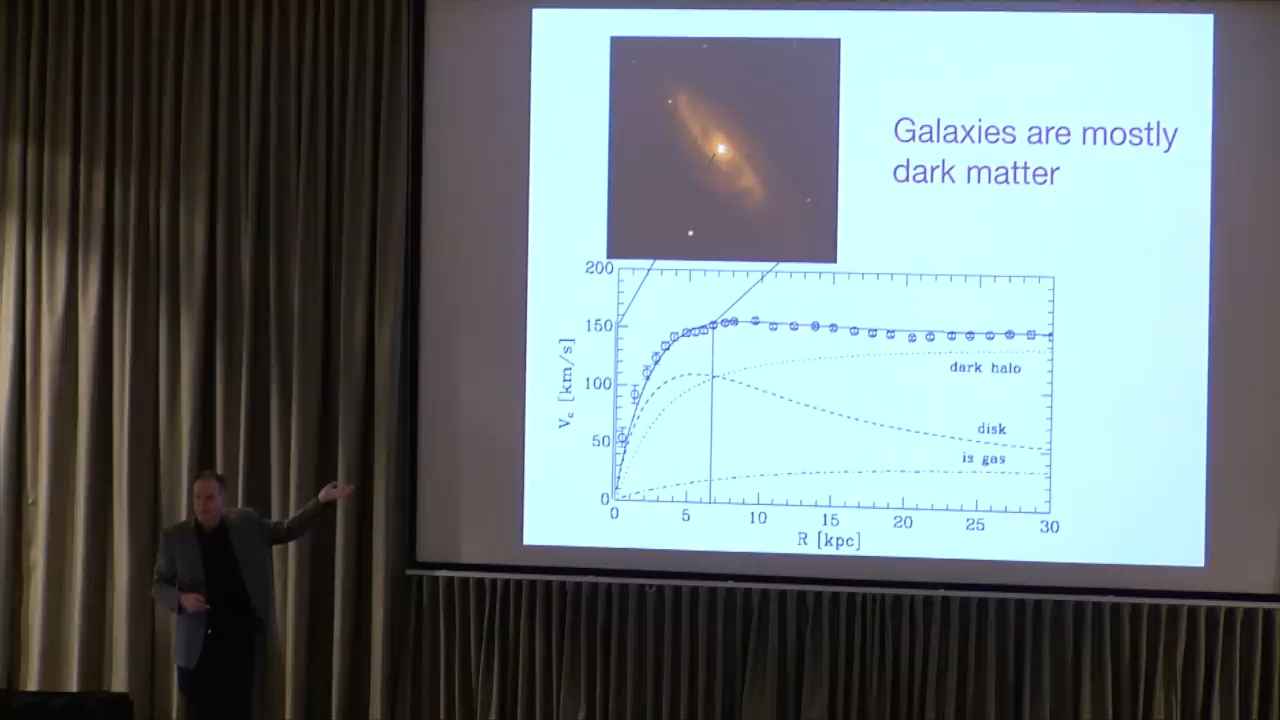 Galaxies are mostly
dark matter
200
150
100
50
0
V_c [km/s]
dark halo
disk
is gas
0 5 10 15 20 25 30
R [kpc]